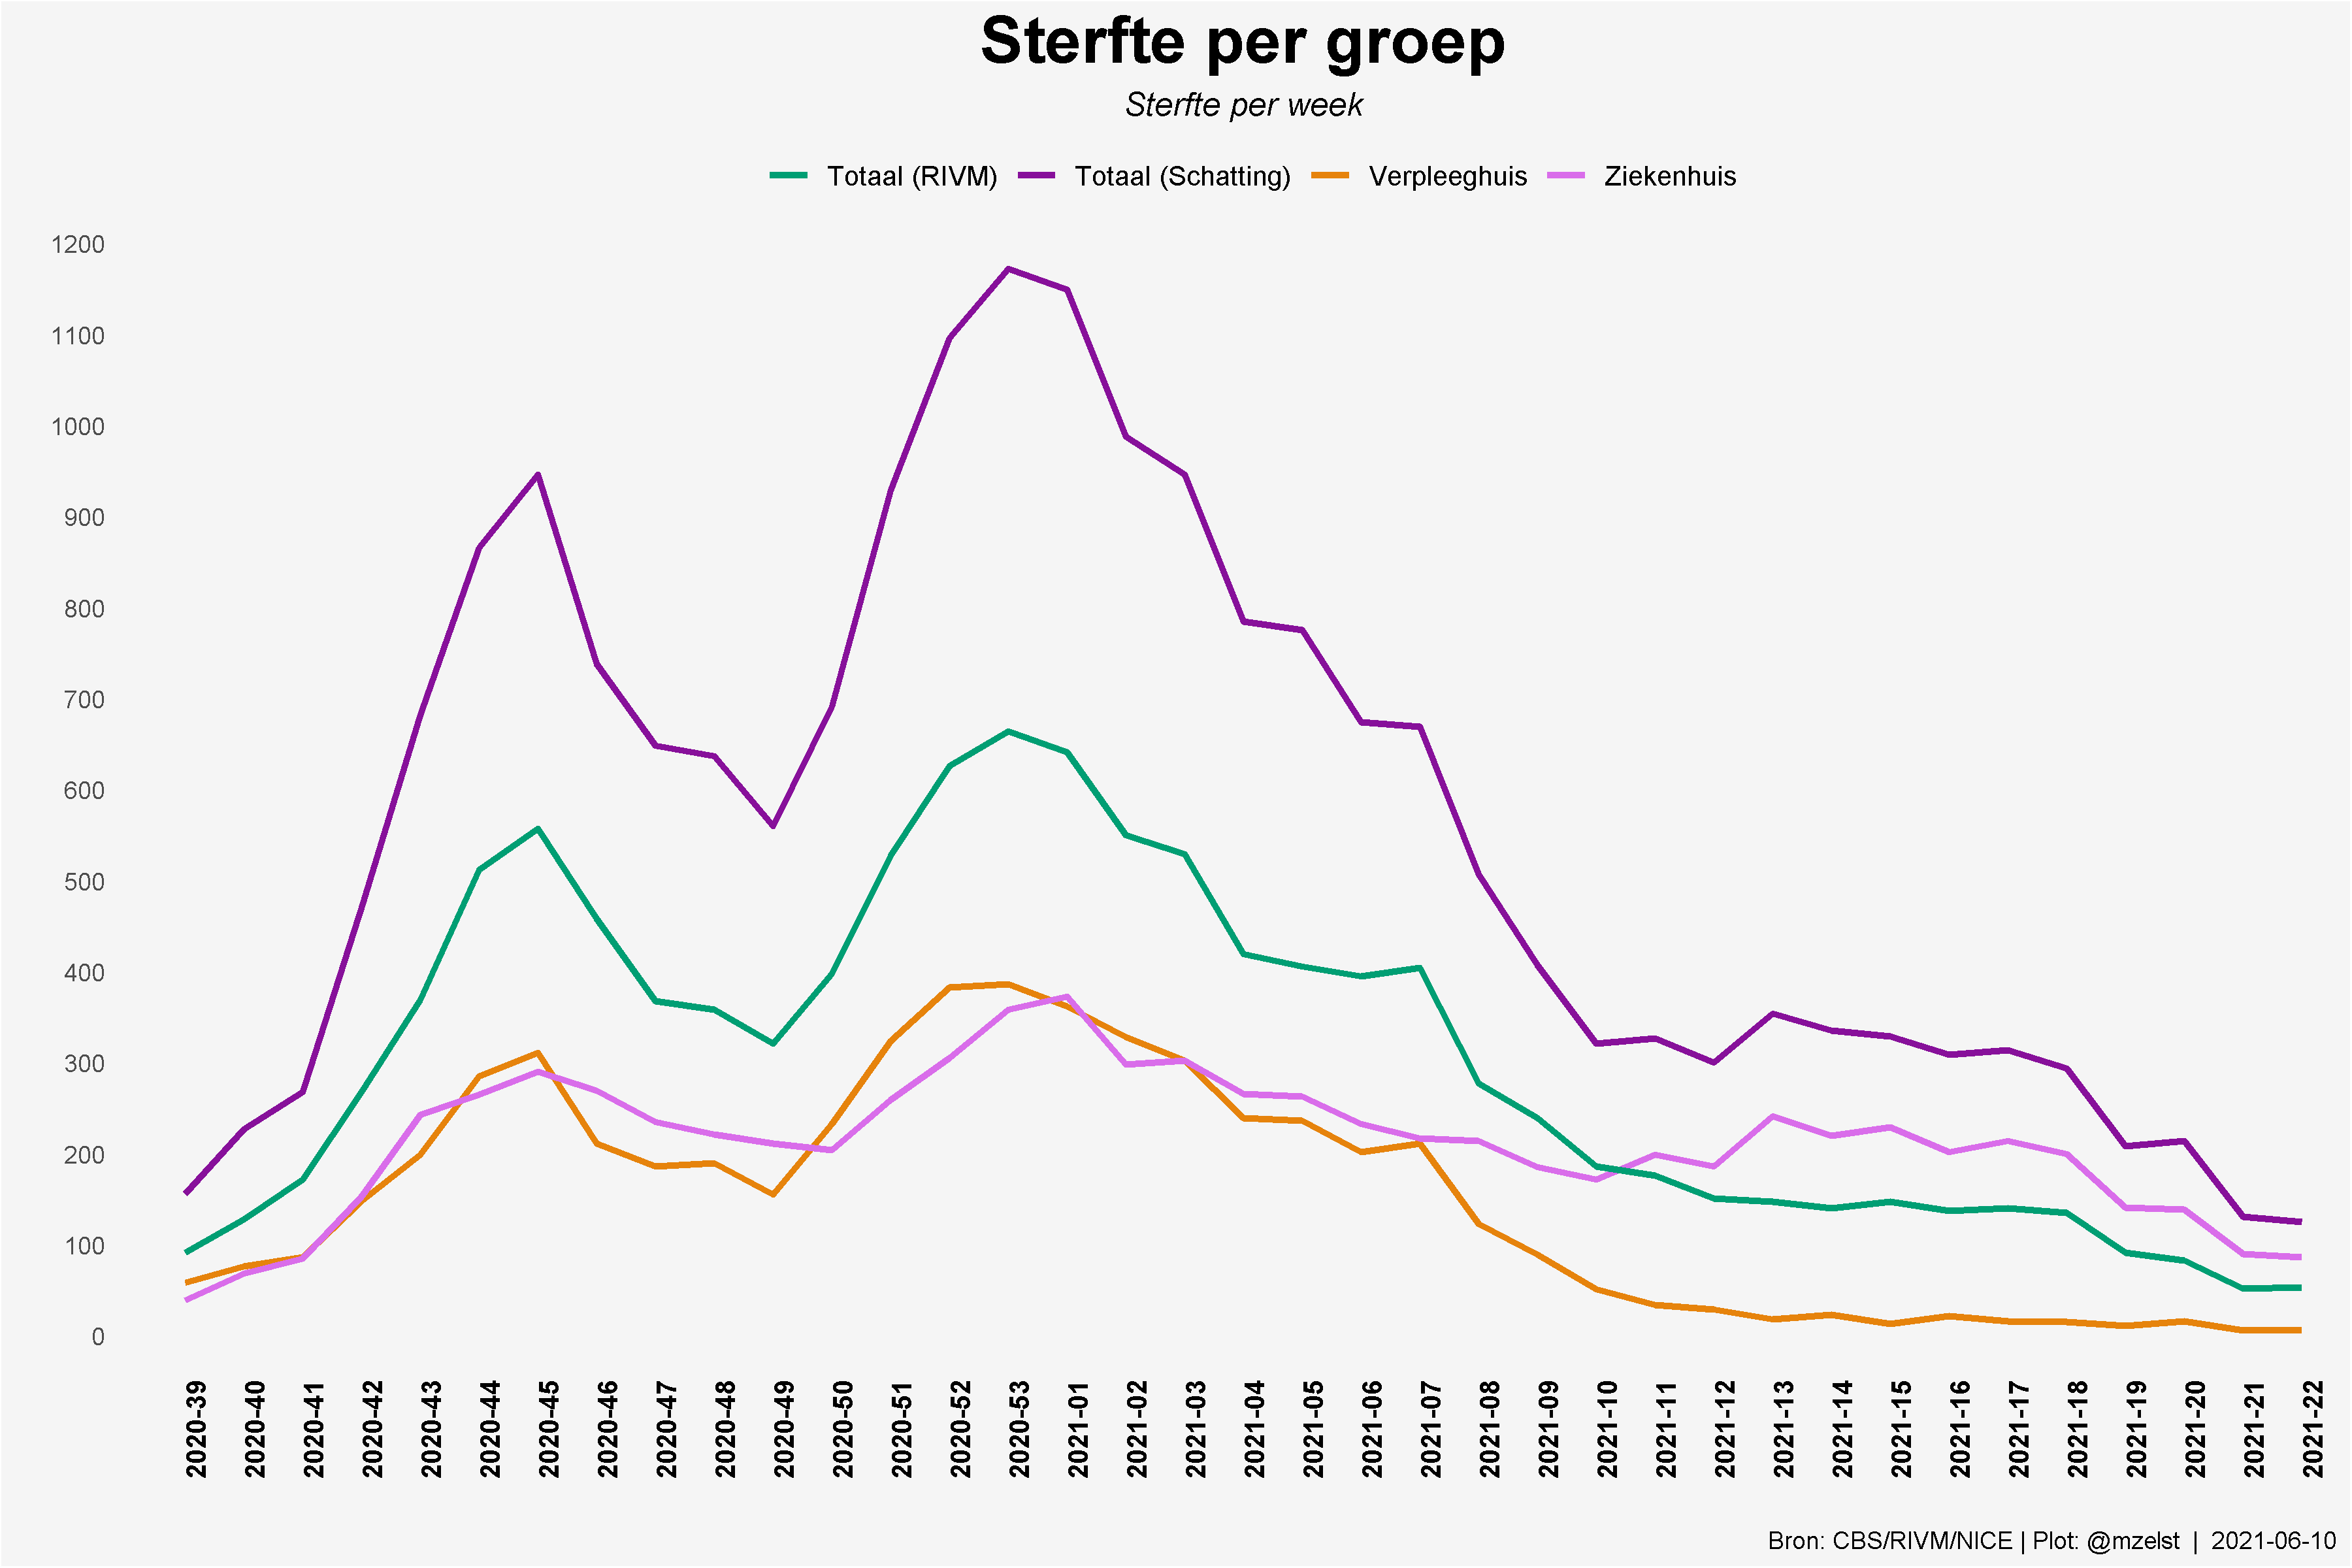 Sterfte per groep
Sterfte per week
Totaal (RIVM) Totaal (Schatting) Verpleeghuis Ziekenhuis
1200
1100
1000
900
800
700
600
500
400
300
200
100
0
2020-39 2020-40 2020-41 2020-42 2020-43 2020-44 2020-45 2020-46 2020-47 2020-48 2020-49 2020-50 2020-51 2020-52 2020-53 2021-01 2021-02 2021-03 2021-04 2021-05 2021-06 2021-07 2021-08 2021-09 2021-10 2021-11 2021-12 2021-13 2021-14 2021-15 2021-16 2021-17 2021-18 2021-19 2021-20 2021-21 2021-22
Bron: CBS/RIVM/NICE | Plot: @mzelst | 2021-06-10